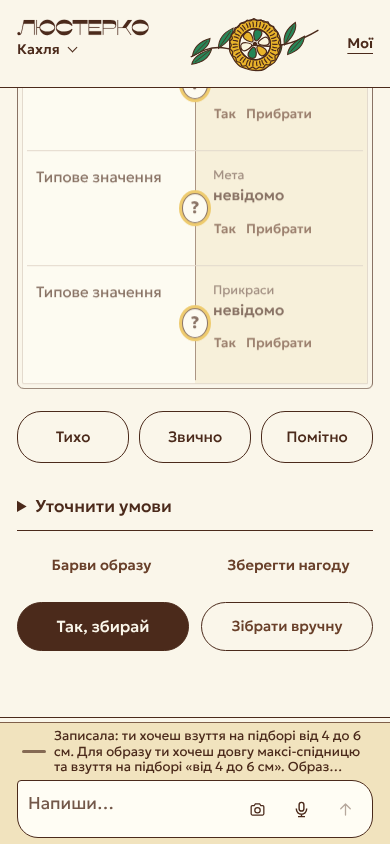 ЛЮСТЕРКО
Кахля
Мої
Так Прибрати
Типове значення
Мета
?
невідомо
Так Прибрати
Типове значення
Прикраси
?
невідомо
Так Прибрати
Тихо Звично Помітно
Уточнити умови
Барви образу Зберегти нагоду
Так, збирай Зібрати вручну
Записала: ти хочеш взуття на підборі від 4 до 6
см. Для образу ти хочеш довгу максі-спідницю
та взуття на підборі «від 4 до 6 см». Образ…
Напиши…